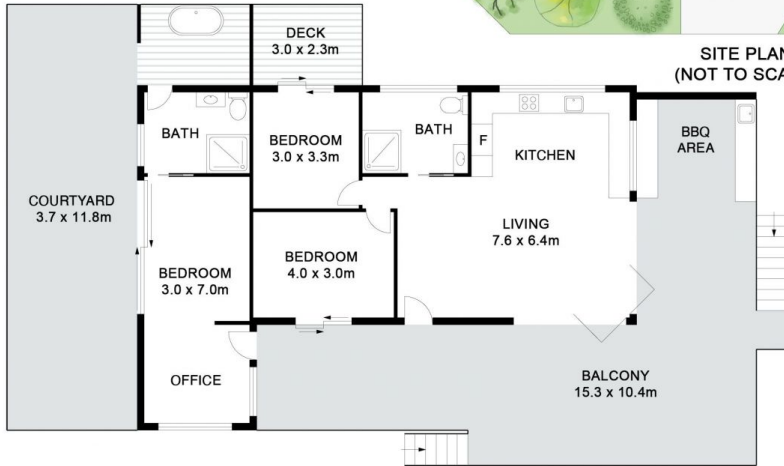 DECK
3.0 x 2.3m
SITE PLAN
(NOT TO SCA
BATH
BEDROOM
3.0 x 3.3m
BATH
F
KITCHEN
BBQ
AREA
COURTYARD
3.7 x 11.8m
LIVING
7.6 x 6.4m
BEDROOM
3.0 x 7.0m
BEDROOM
4.0 x 3.0m
OFFICE
BALCONY
15.3 x 10.4m